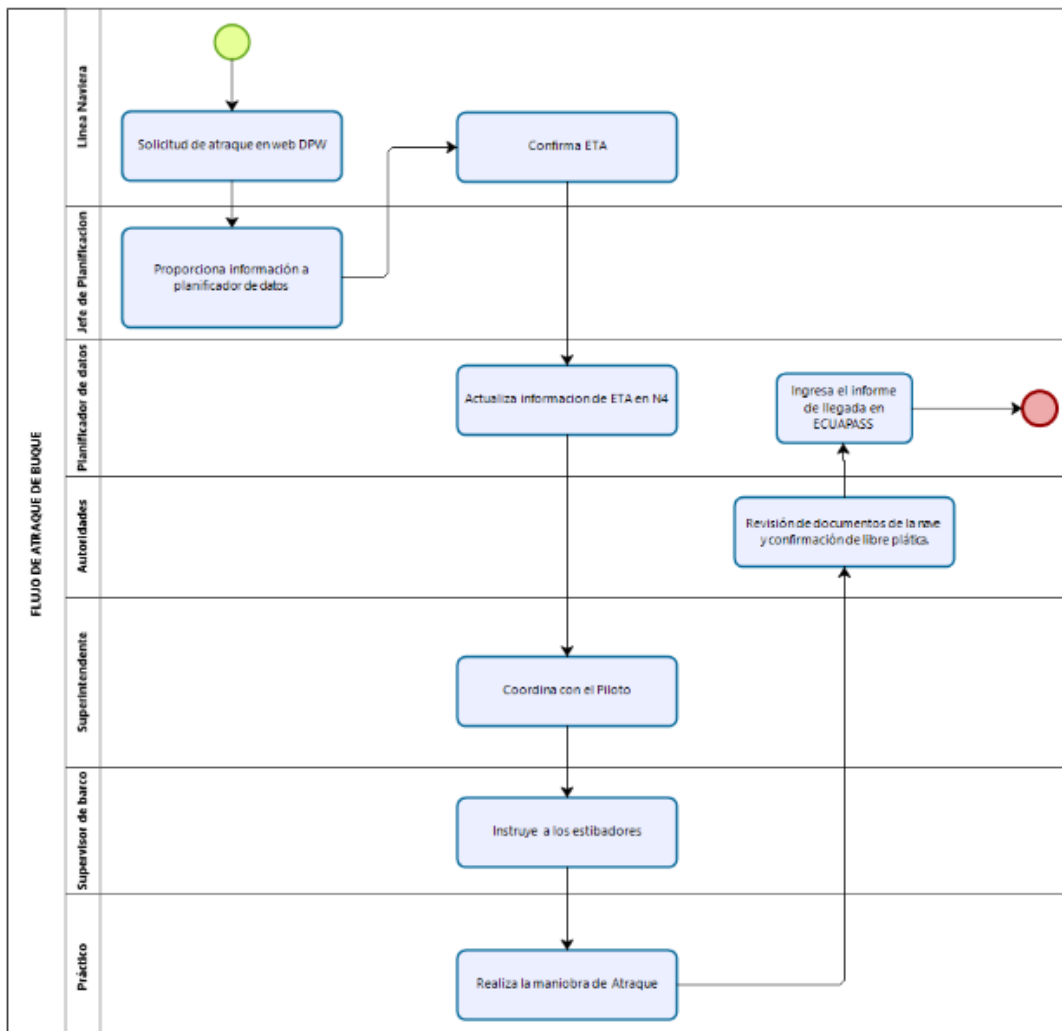 FLUJO DE ATRAQUE DE BUQUE
Línea Naviera
Solicitud de atraque en web DPW
Confirma ETA
Jefe de Planificacion
Proporciona información a
planificador de datos
Planificador de datos
Actualiza informacion de ETA en N4
Ingresa el informe
de llegada en
ECUAPASS
Autoridades
Revisión de documentos de la nave
y confirmación de libre plática.
Superintendente
Coordina con el Piloto
Supervisor de barco
Instruye a los estibadores
Práctico
Realiza la maniobra de Atraque